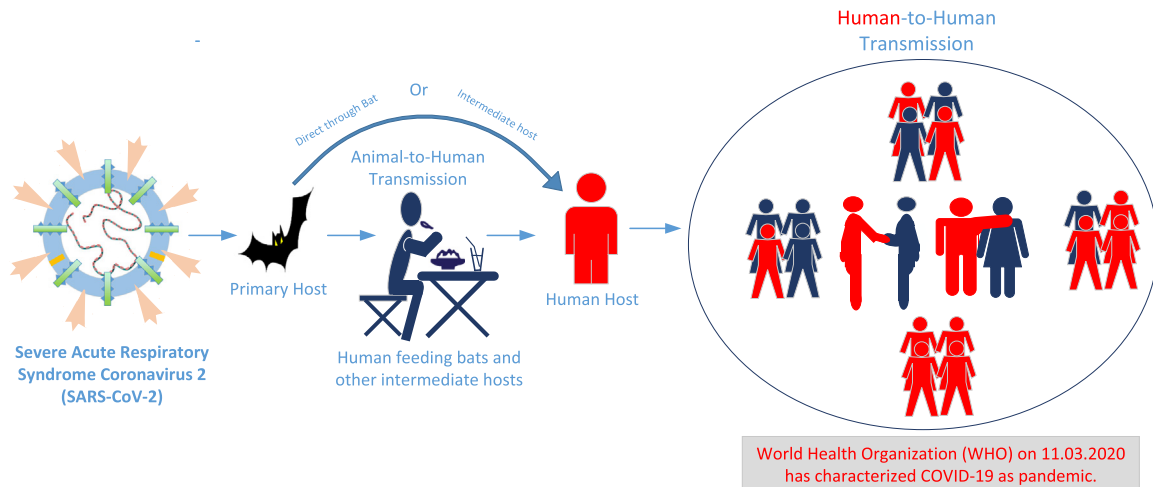 Human-to-Human
Transmission
-
Or
Direct through Bat
Intermediate host
Animal-to-Human
Transmission
Primary Host
Human Host
Severe Acute Respiratory
Syndrome Coronavirus 2
(SARS-CoV-2)
Human feeding bats and
other intermediate hosts
World Health Organization (WHO) on 11.03.2020
has characterized COVID-19 as pandemic.